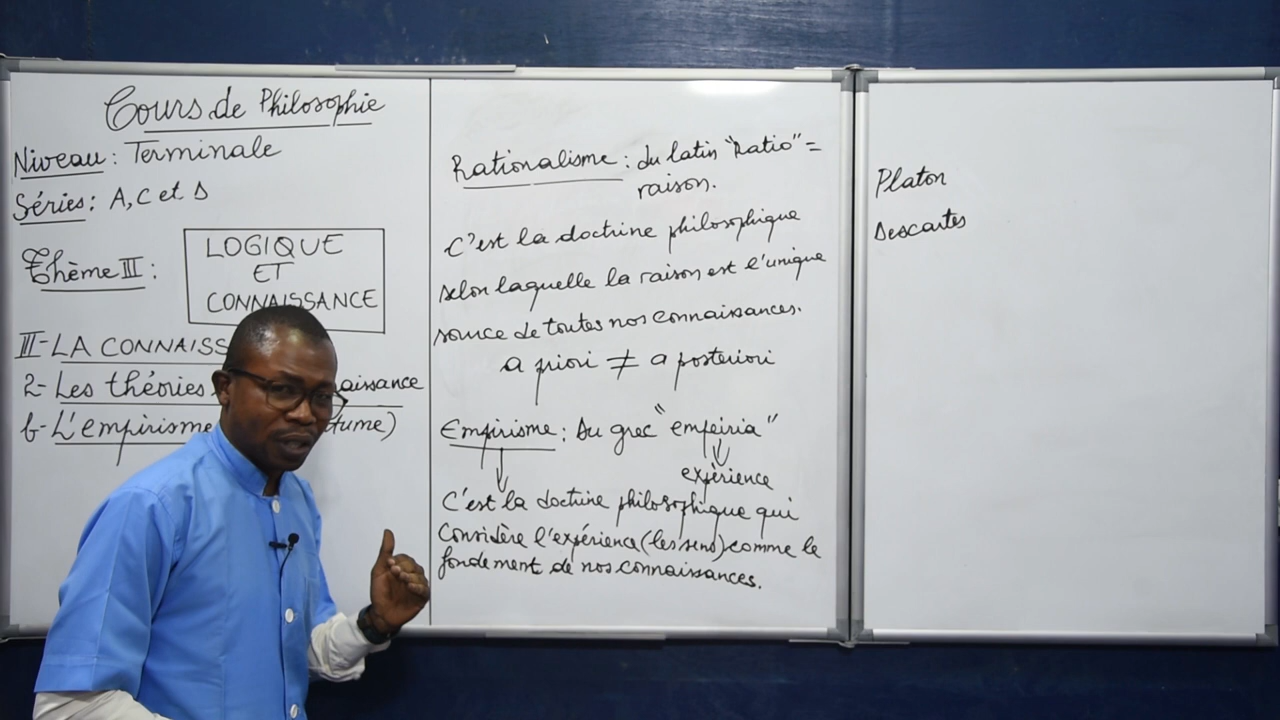 Cours de Philosophie
Niveau : Terminale
Séries : A, C et D
Thème III :
LOGIQUE
ET
CONNAISSANCE
III- LA CONNAISS
2- Les théories aissance
b- L'empirisme tume)
Rationalisme : du latin "Ratio" =
raison.
C'est la doctrine philosophique
selon laquelle la raison est l'unique
source de toutes nos connaissances.
a priori ≠ a posteriori
Empirisme : Du grec "empeiria"
expérience
C'est la doctrine philosophique qui
considère l'expérience (les sens) comme le
fondement de nos connaissances.
Platon
Descartes